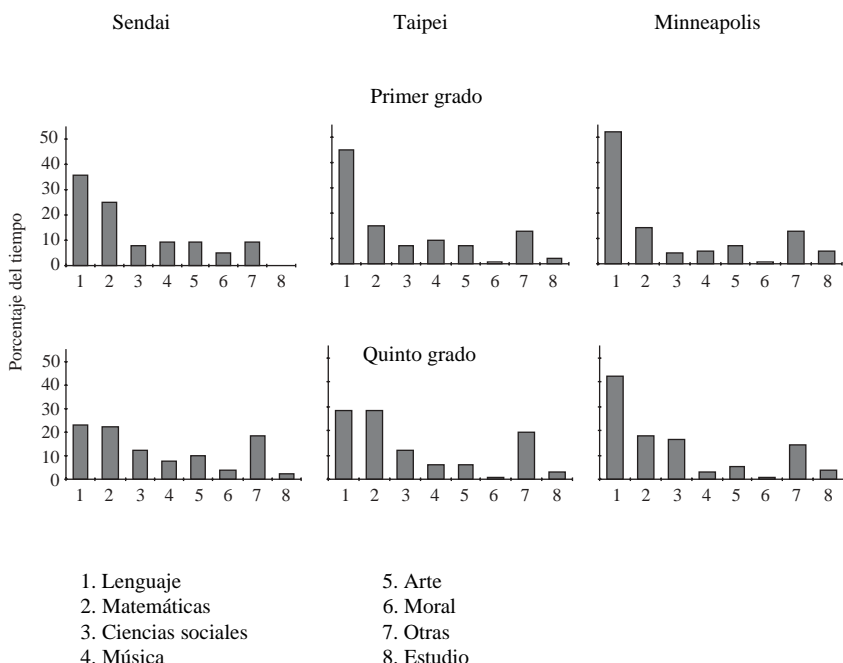 Sendai Taipei Minneapolis
Primer grado
Porcentaje del tiempo
50
40
30
20
10
0
1 2 3 4 5 6 7 8
1 2 3 4 5 6 7 8
1 2 3 4 5 6 7 8
Quinto grado
50
40
30
20
10
0
1 2 3 4 5 6 7 8
1 2 3 4 5 6 7 8
1 2 3 4 5 6 7 8
1. Lenguaje
2. Matemáticas
3. Ciencias sociales
4. Música
5. Arte
6. Moral
7. Otras
8. Estudio